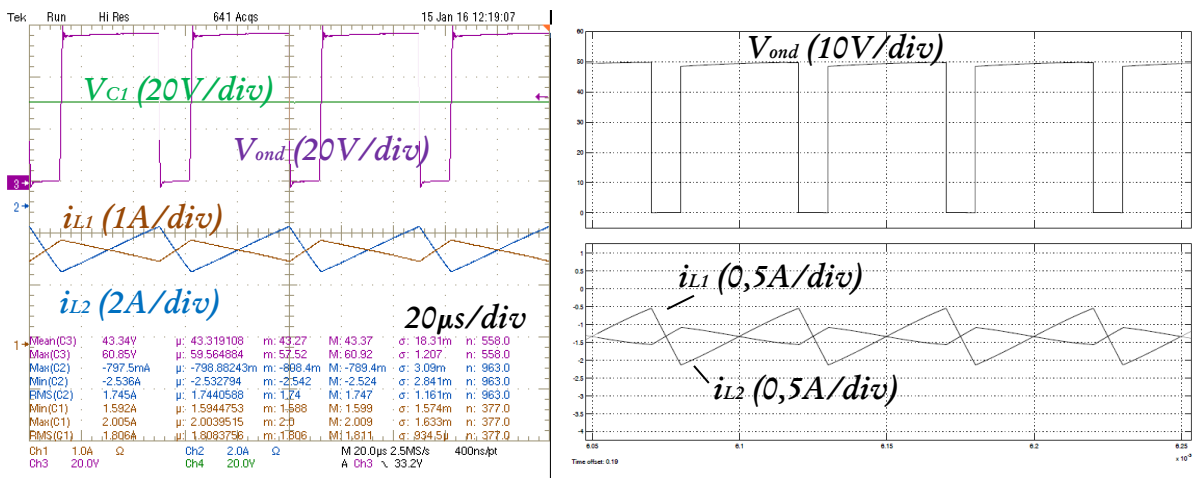 Tek Run Hi Res 641 Acqs 15 Jan 16 12:19:07
VC1 (20V/div)
Vond (20V/div)
3
2
iL1 (1A/div)
iL2 (2A/div)
20µs/div
1
Mean(C3) 43.34V µ: 43.319108 m: 43.27 M: 43.37 σ: 18.31m n: 558.0
Max(C3) 60.85V µ: 59.564884 m: 57.52 M: 60.92 σ: 1.207 n: 558.0
Max(C2) -797.5mA µ: -798.88243m m: -808.4m M: -789.4m σ: 3.09m n: 963.0
Min(C2) -2.536A µ: -2.532794 m: -2.542 M: -2.524 σ: 2.841m n: 963.0
RMS(C2) 1.745A µ: 1.7440588 m: 1.74 M: 1.747 σ: 1.161m n: 963.0
Min(C1) 1.592A µ: 1.5944753 m: 1.588 M: 1.599 σ: 1.574m n: 377.0
Max(C1) 2.005A µ: 2.0039515 m: 2.0 M: 2.009 σ: 1.633m n: 377.0
RMS(C1) 1.806A µ: 1.8063756 m: 1.806 M: 1.811 σ: 934.5µ n: 377.0
Ch1 1.0A Ω Ch2 2.0A Ω M 20.0µs 2.5MS/s 400ns/pt
Ch3 20.0V Ch4 20.0V A Ch3 33.2V
Vond (10V/div)
60
50
40
30
20
10
0
iL1 (0,5A/div)
iL2 (0,5A/div)
1
0.5
0
-0.5
-1
-1.5
-2
-2.5
-3
-3.5
-4
6.05 6.1 6.15 6.2 6.25
x 10⁻³
Time offset: 0.19